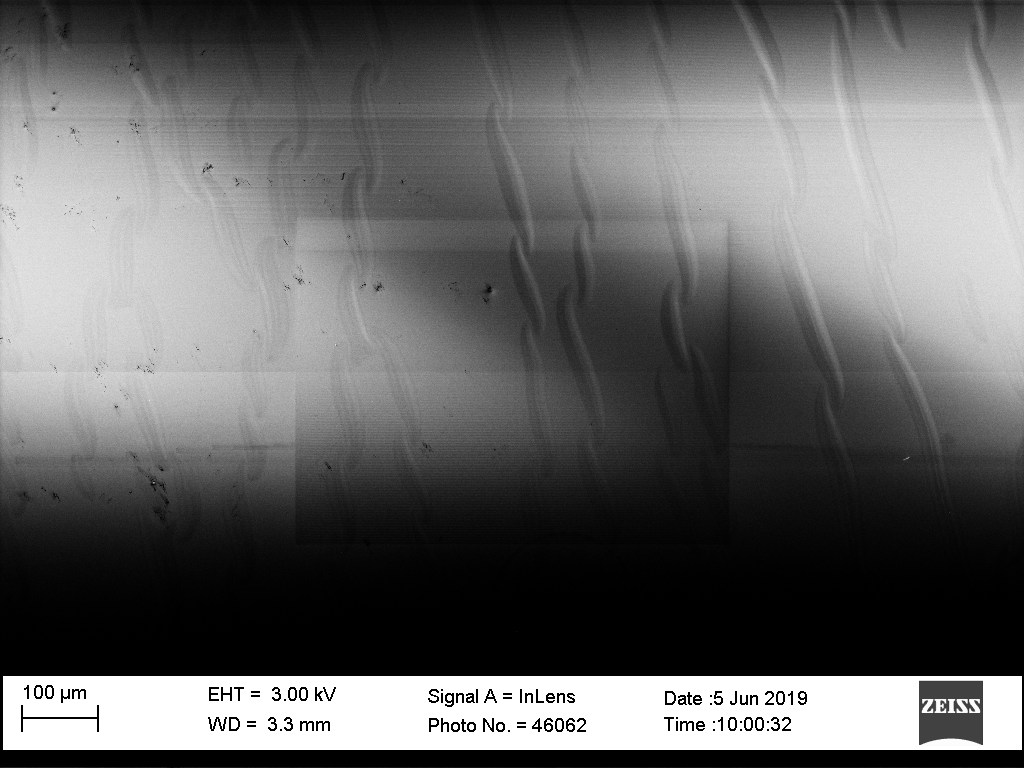 100 µm
EHT = 3.00 kV
WD = 3.3 mm
Signal A = InLens
Photo No. = 46062
Date :5 Jun 2019
Time :10:00:32
ZEISS